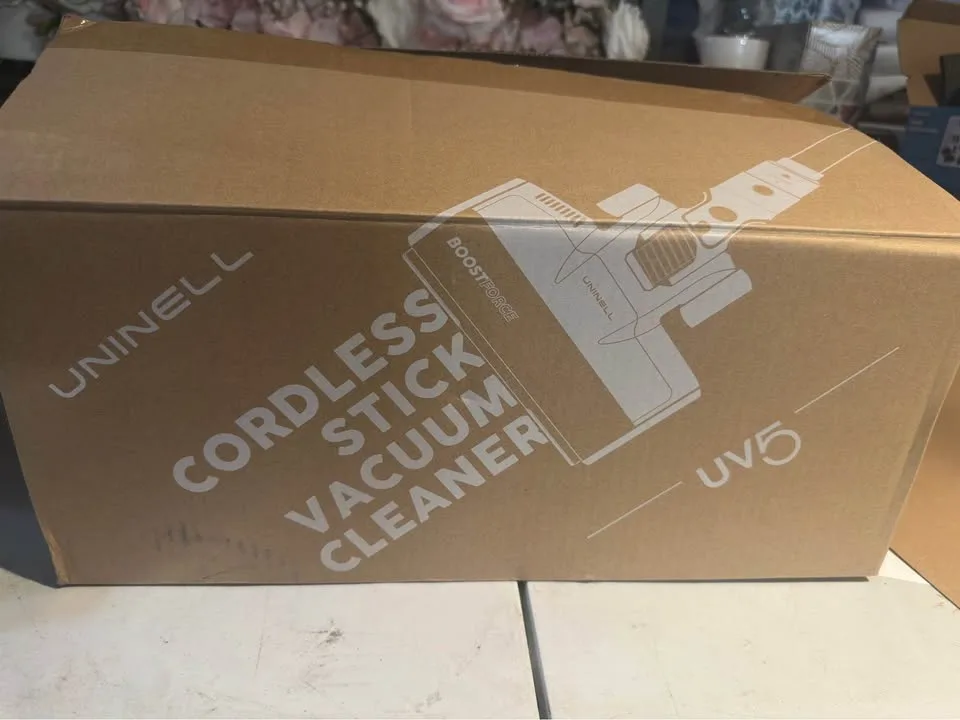 UNINELL
CORDLESS
STICK
VACUUM
CLEANER
BOOSTFORCE
UNINELL
UV5